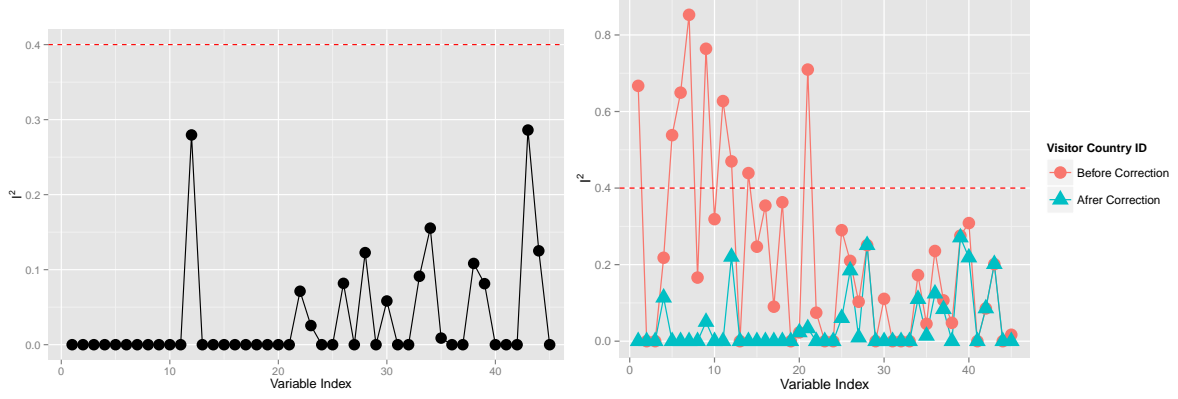 0.4
0.3
0.2
0.1
0.0
I²
0 10 20 30 40
Variable Index
0.8
0.6
0.4
0.2
0.0
I²
0 10 20 30 40
Variable Index
Visitor Country ID
Before Correction
Afrer Correction